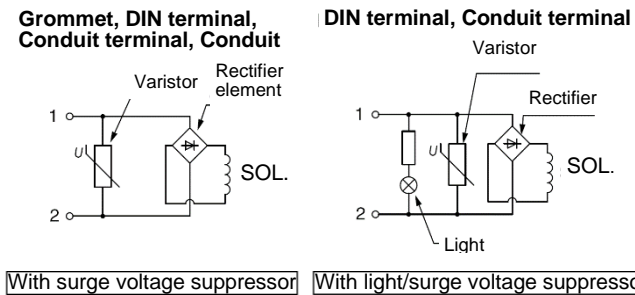 Grommet, DIN terminal,
Conduit terminal, Conduit
Varistor
Rectifier
element
1
U
SOL.
2
With surge voltage suppressor
DIN terminal, Conduit terminal
Varistor
Rectifier
1
U
SOL.
2
Light
With light/surge voltage suppresso